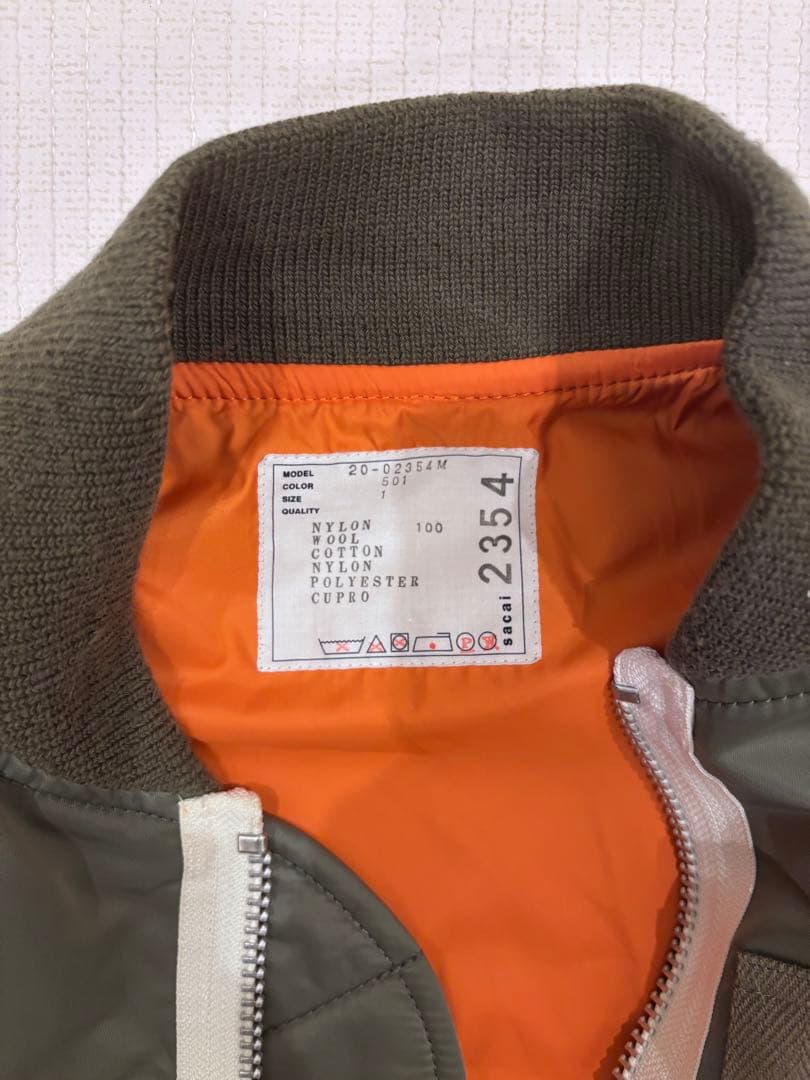 MODEL 20-02354M
COLOR 501
SIZE 1
QUALITY
NYLON 100
WOOL
COTTON
NYLON
POLYESTER
CUPRO
P W
sacai 2354